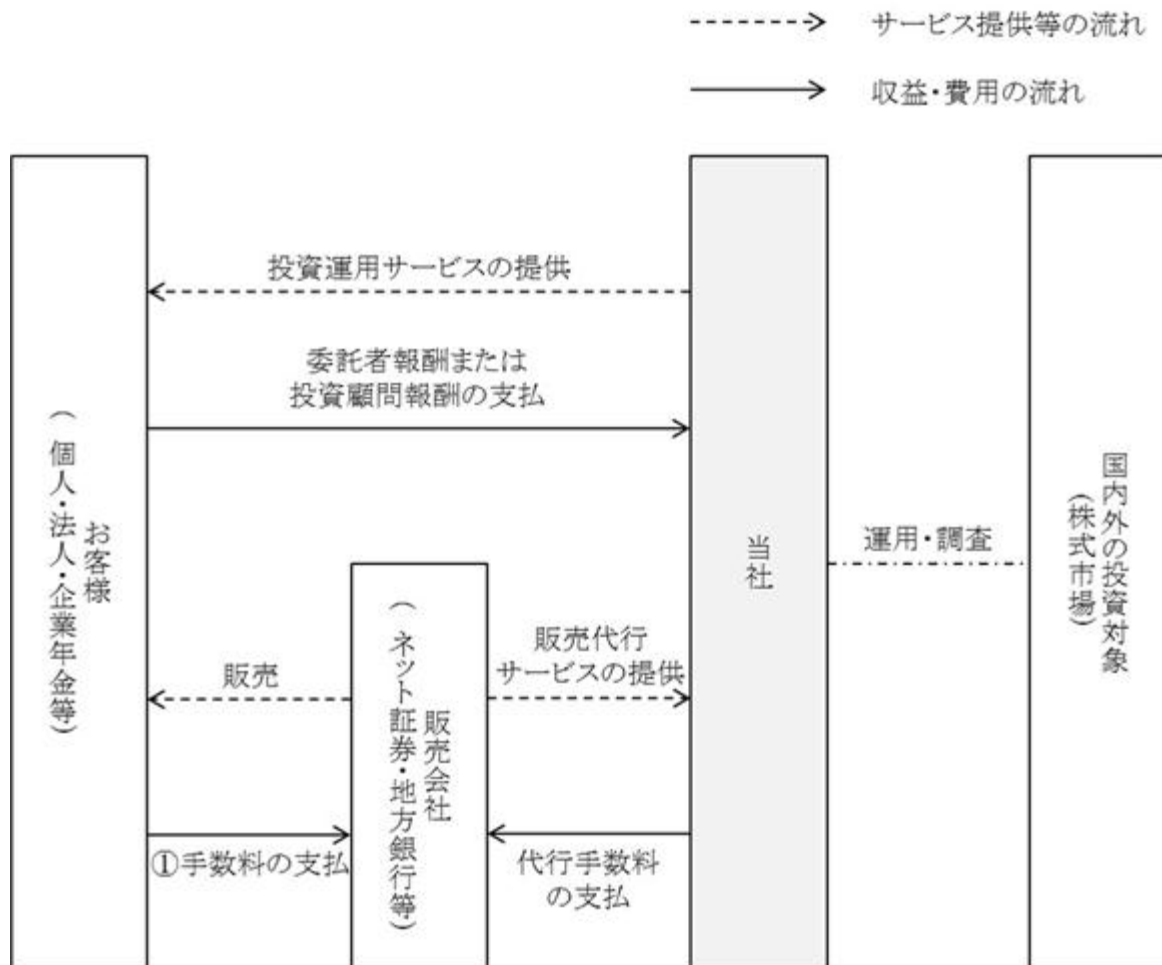 サービス提供等の流れ
収益・費用の流れ
投資運用サービスの提供
委託者報酬または
投資顧問報酬の支払
お客様
(個人・法人・企業年金等)
当社
運用・調査
国内外の投資対象
(株式市場)
販売
販売会社
(ネット証券・地方銀行等)
販売代行
サービスの提供
①手数料の支払
代行手数料
の支払